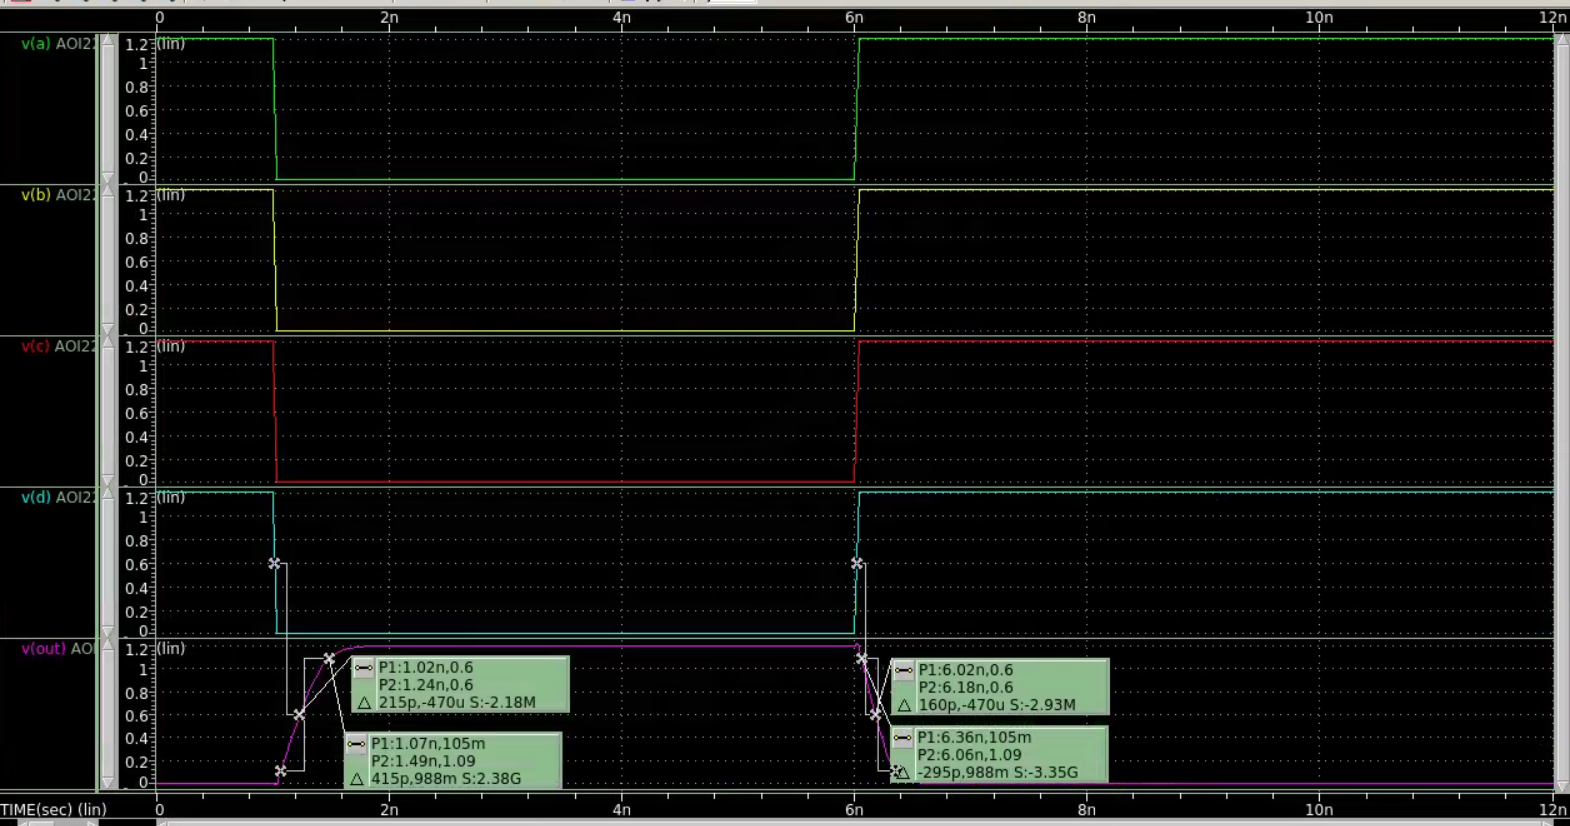 0 2n 4n 6n 8n 10n 12n
v(a) AOI22 1.2 (lin)
1
0.8
0.6
0.4
0.2
0
v(b) AOI22 1.2 (lin)
1
0.8
0.6
0.4
0.2
0
v(c) AOI22 1.2 (lin)
1
0.8
0.6
0.4
0.2
0
v(d) AOI22 1.2 (lin)
1
0.8
0.6
0.4
0.2
0
v(out) AOI 1.2 (lin)
1
0.8
0.6
0.4
0.2
0
P1:1.02n,0.6
P2:1.24n,0.6
215p,-470u S:-2.18M
P1:1.07n,105m
P2:1.49n,1.09
415p,988m S:2.38G
P1:6.02n,0.6
P2:6.18n,0.6
160p,-470u S:-2.93M
P1:6.36n,105m
P2:6.06n,1.09
-295p,988m S:-3.35G
TIME(sec) (lin) 0 2n 4n 6n 8n 10n 12n